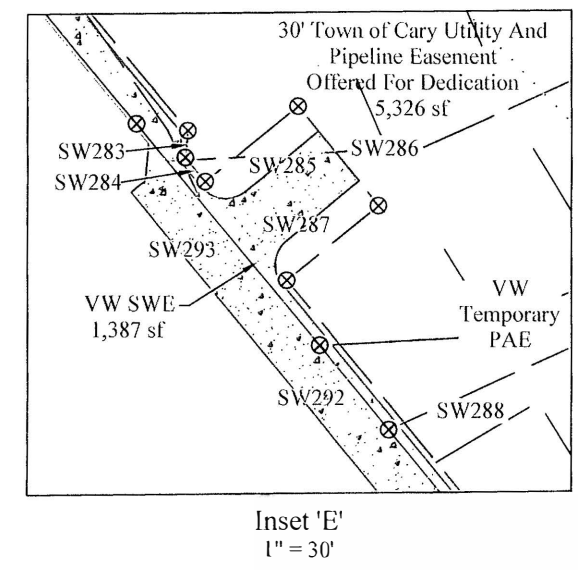 30' Town of Cary Utility And
Pipeline Easement
Offered For Dedication
5,326 sf
SW283
SW284
SW285
SW286
SW287
SW293
VW SWE
1,387 sf
VW
Temporary
PAE
SW292
SW288
Inset 'E'
1" = 30'